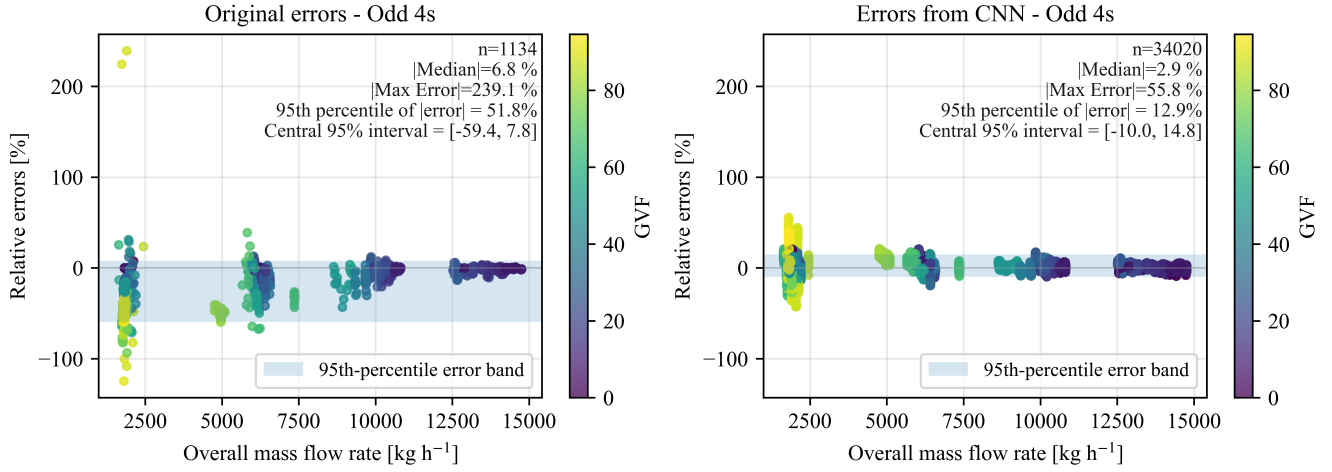 Original errors - Odd 4s
n=1134
|Median|=6.8 %
|Max Error|=239.1 %
95th percentile of |error| = 51.8%
Central 95% interval = [-59.4, 7.8]
200
100
0
−100
Relative errors [%]
95th-percentile error band
2500 5000 7500 10000 12500 15000
Overall mass flow rate [kg h⁻¹]
80
60
40
20
0
GVF
Errors from CNN - Odd 4s
n=34020
|Median|=2.9 %
|Max Error|=55.8 %
95th percentile of |error| = 12.9%
Central 95% interval = [-10.0, 14.8]
200
100
0
−100
Relative errors [%]
95th-percentile error band
2500 5000 7500 10000 12500 15000
Overall mass flow rate [kg h⁻¹]
80
60
40
20
0
GVF